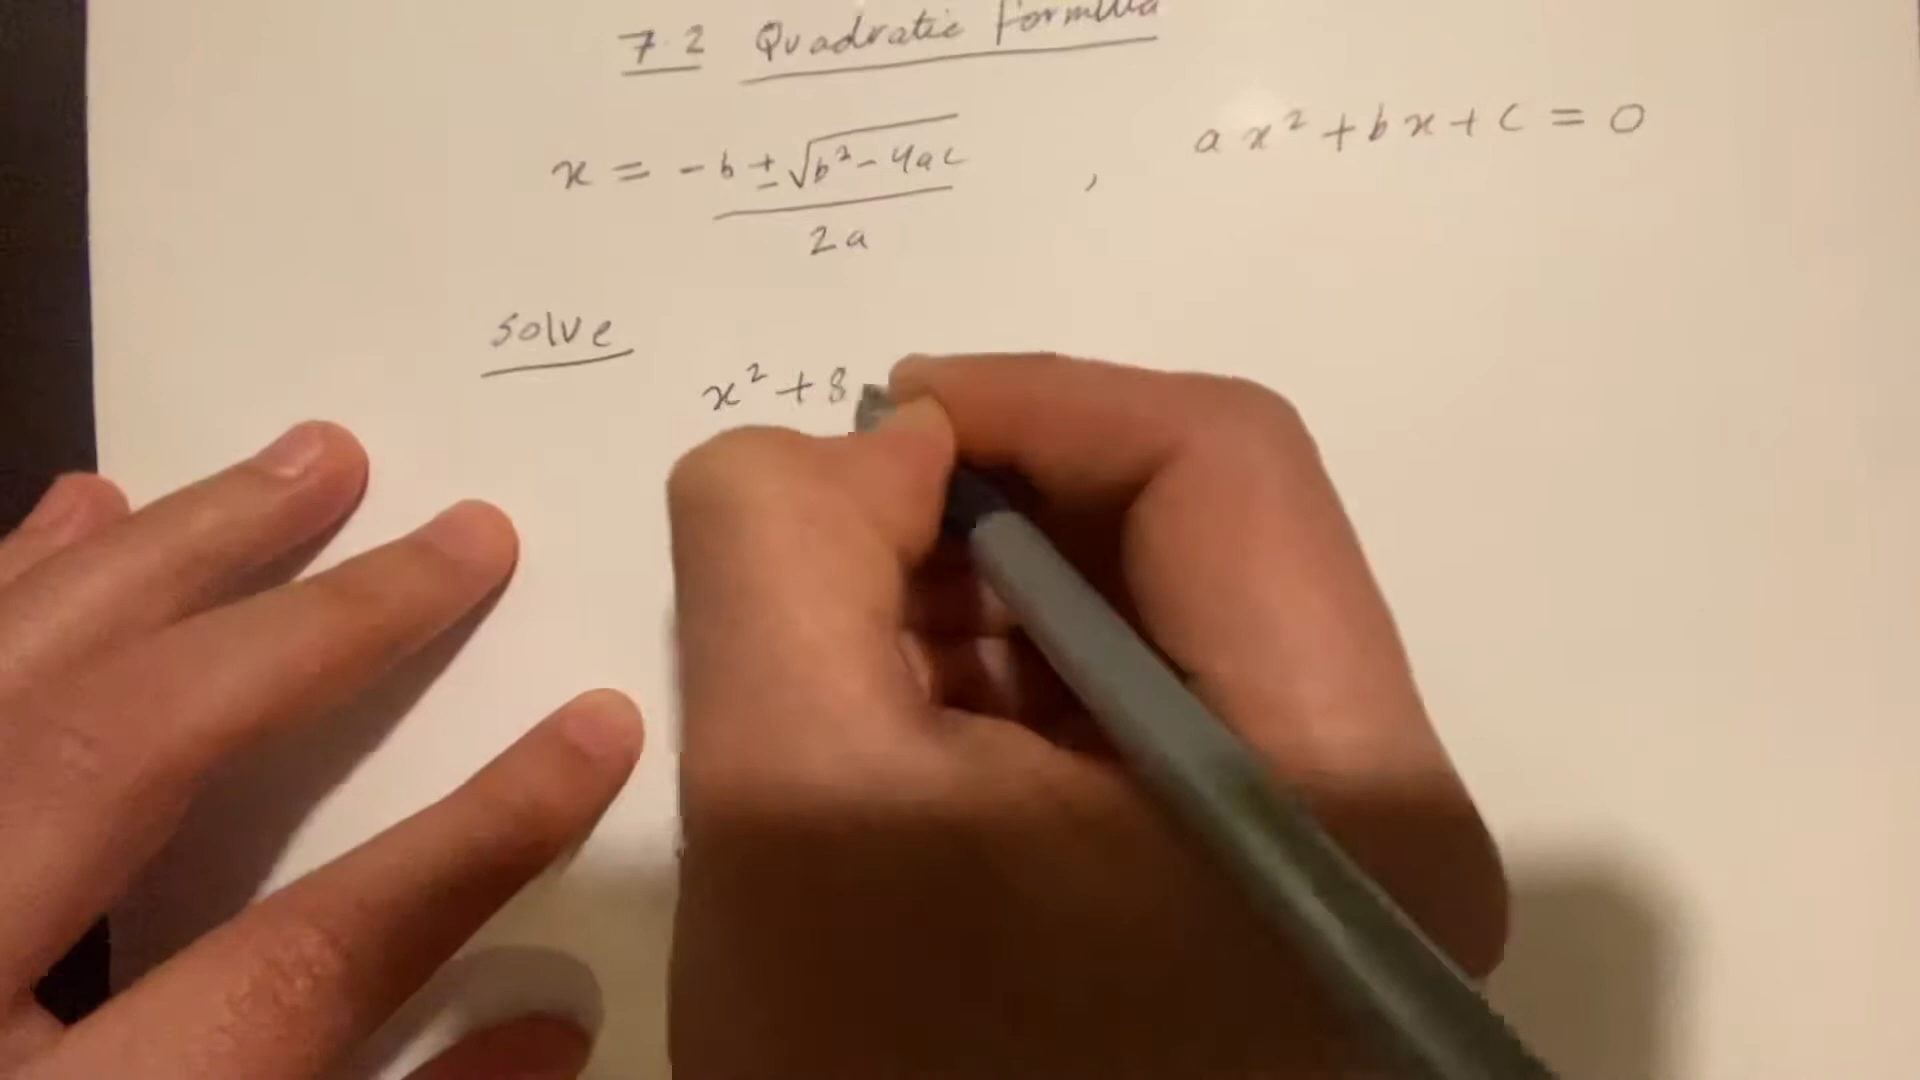 7.2 Quadratic Formula
x = -b ± √b² - 4ac / 2a , ax² + bx + c = 0
solve
x² + 8